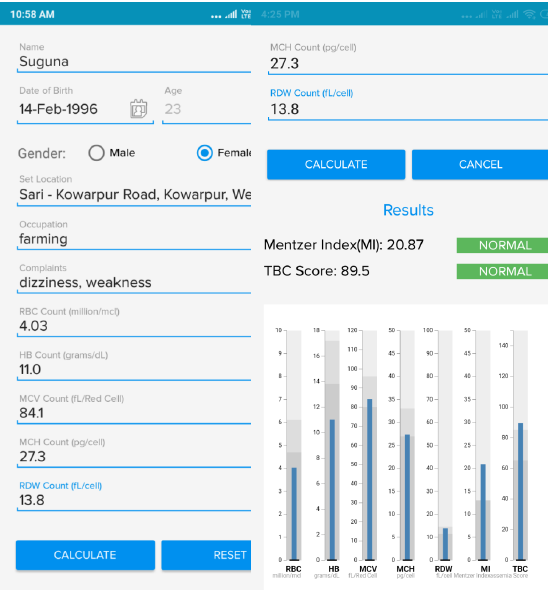 10:58 AM
Name
Suguna
Date of Birth
Age
14-Feb-1996
23
Gender:
Male
Female
Set Location
Sari - Kowarpur Road, Kowarpur, We
Occupation
farming
Complaints
dizziness, weakness
RBC Count (million/mcl)
4.03
HB Count (grams/dL)
11.0
MCV Count (fL/Red Cell)
84.1
MCH Count (pg/cell)
27.3
RDW Count (fL/cell)
13.8
CALCULATE
RESET
4:25 PM
MCH Count (pg/cell)
27.3
RDW Count (fL/cell)
13.8
CALCULATE
CANCEL
Results
Mentzer Index(MI): 20.87
NORMAL
TBC Score: 89.5
NORMAL
10
9
8
7
6
5
4
3
2
1
0
18
16
14
12
10
8
6
4
2
0
120
110
100
90
80
70
60
50
40
30
20
10
0
50
45
40
35
30
25
20
15
10
5
0
100
90
80
70
60
50
40
30
20
10
0
50
45
40
35
30
25
20
15
10
5
0
140
120
100
80
60
40
20
RBC
HB
MCV
MCH
RDW
MI
TBC
million/mcl
grams/dL
fL/Red Cell
pg/cell
fL/cell
Mentzer Index